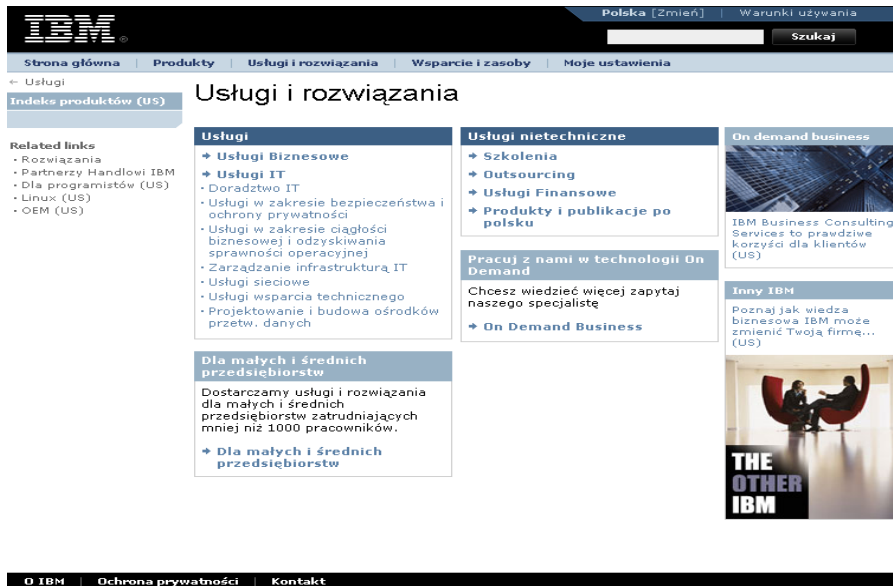 Polska [Zmień] | Warunki używania
IBM®
Szukaj
Strona główna | Produkty | Usługi i rozwiązania | Wsparcie i zasoby | Moje ustawienia
← Usługi
Indeks produktów (US)
Related links
· Rozwiązania
· Partnerzy Handlowi IBM
· Dla programistów (US)
· Linux (US)
· OEM (US)
Usługi i rozwiązania
Usługi
Usługi Biznesowe
Usługi IT
· Doradztwo IT
· Usługi w zakresie bezpieczeństwa i
ochrony prywatności
· Usługi w zakresie ciągłości
biznesowej i odzyskiwania
sprawności operacyjnej
· Zarządzanie infrastrukturą IT
· Usługi sieciowe
· Usługi wsparcia technicznego
· Projektowanie i budowa ośrodków
przetw. danych
Dla małych i średnich
przedsiębiorstw
Dostarczamy usługi i rozwiązania
dla małych i średnich
przedsiębiorstw zatrudniających
mniej niż 1000 pracowników.
Dla małych i średnich
przedsiębiorstw
Usługi nietechniczne
Szkolenia
Outsourcing
Usługi Finansowe
Produkty i publikacje po
polsku
Pracuj z nami w technologii On
Demand
Chcesz wiedzieć więcej zapytaj
naszego specjalistę
On Demand Business
On demand business
IBM Business Consulting
Services to prawdziwe
korzyści dla klientów
(US)
Inny IBM
Poznaj jak wiedza
biznesowa IBM może
zmienić Twoją firmę...
(US)
THE
OTHER
IBM
O IBM | Ochrona prywatności | Kontakt